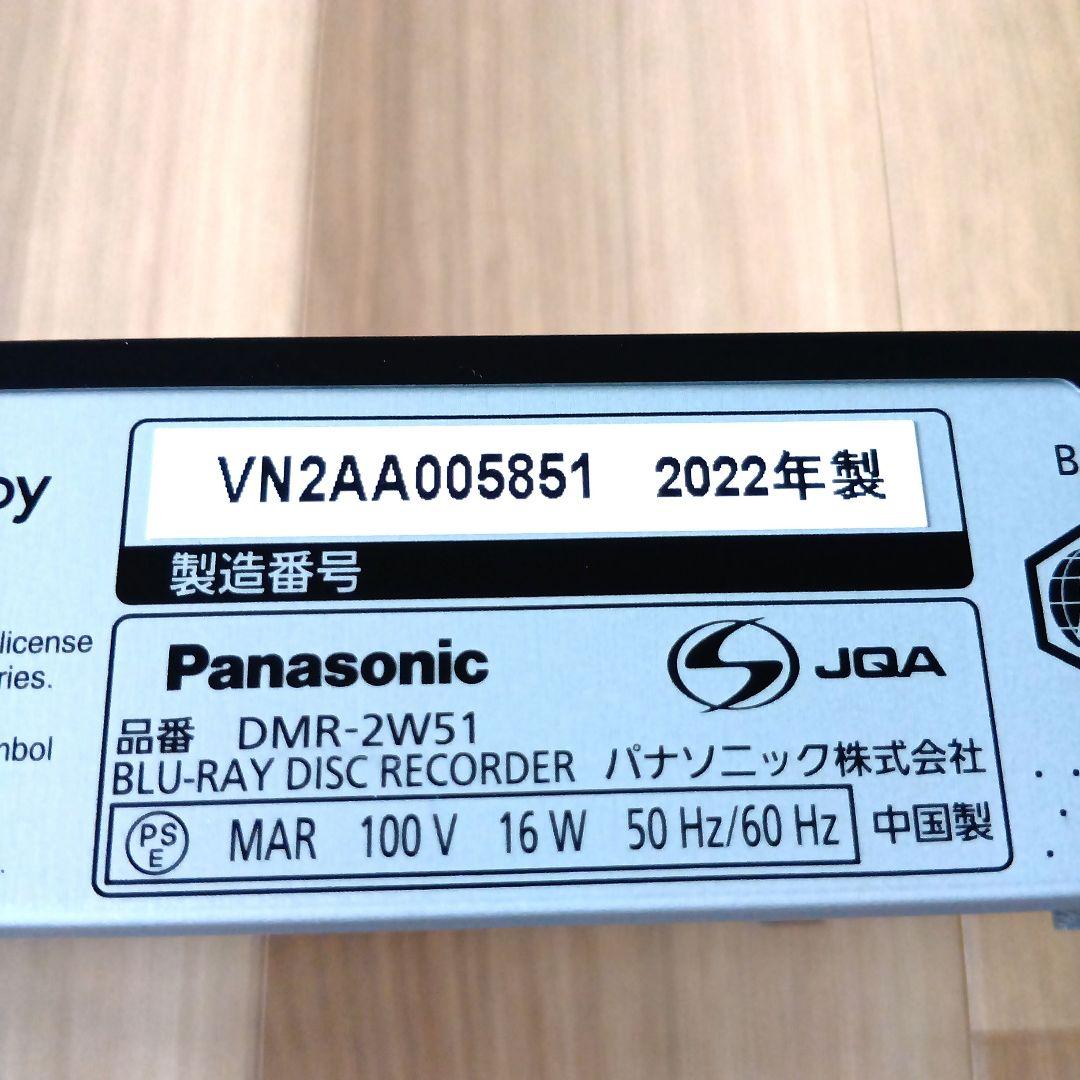 VN2AA005851 2022年製
製造番号
license
Panasonic
JQA
品番 DMR-2W51
BLU-RAY DISC RECORDER パナソニック株式会社
PS
E
MAR 100 V 16 W 50 Hz/60 Hz 中国製